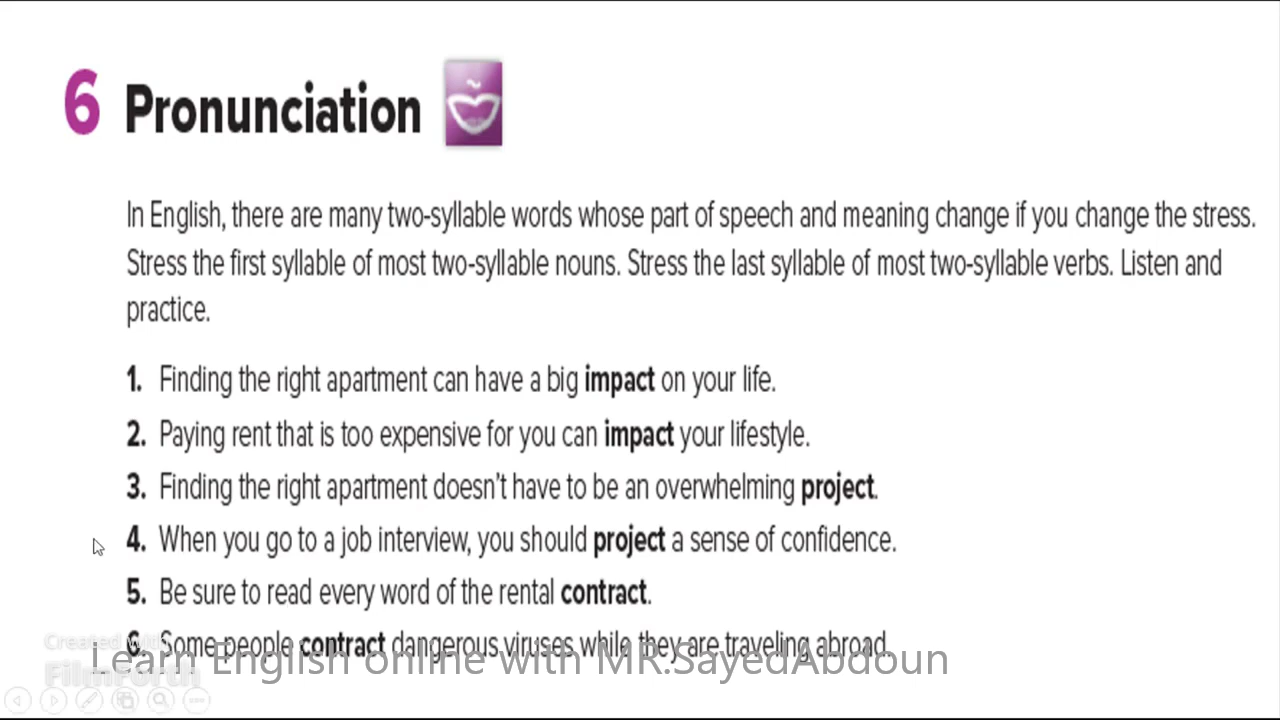 6 Pronunciation
In English, there are many two-syllable words whose part of speech and meaning change if you change the stress.
Stress the first syllable of most two-syllable nouns. Stress the last syllable of most two-syllable verbs. Listen and
practice.
1. Finding the right apartment can have a big impact on your life.
2. Paying rent that is too expensive for you can impact your lifestyle.
3. Finding the right apartment doesn't have to be an overwhelming project.
4. When you go to a job interview, you should project a sense of confidence.
5. Be sure to read every word of the rental contract.
6. Some people contract dangerous viruses while they are traveling abroad.
Created with
Learn English online with MR.SayedAbdoun
FilmForth